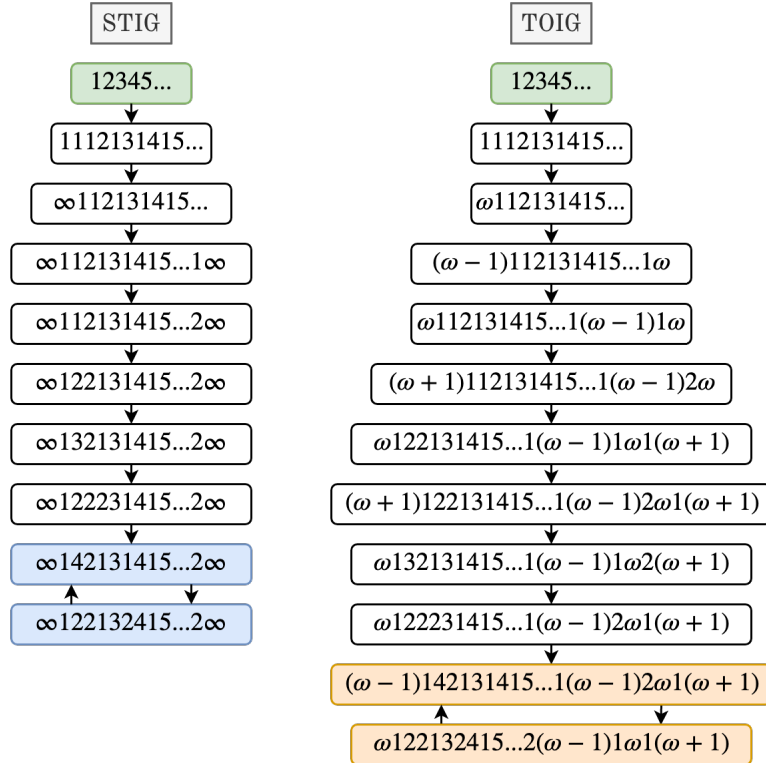 STIG
12345...
1112131415...
∞112131415...
∞112131415...1∞
∞112131415...2∞
∞122131415...2∞
∞132131415...2∞
∞122231415...2∞
∞142131415...2∞
∞122132415...2∞
TOIG
12345...
1112131415...
ω112131415...
(ω − 1)112131415...1ω
ω112131415...1(ω − 1)1ω
(ω + 1)112131415...1(ω − 1)2ω
ω122131415...1(ω − 1)1ω1(ω + 1)
(ω + 1)122131415...1(ω − 1)2ω1(ω + 1)
ω132131415...1(ω − 1)1ω2(ω + 1)
ω122231415...1(ω − 1)2ω1(ω + 1)
(ω − 1)142131415...1(ω − 1)2ω1(ω + 1)
ω122132415...2(ω − 1)1ω1(ω + 1)